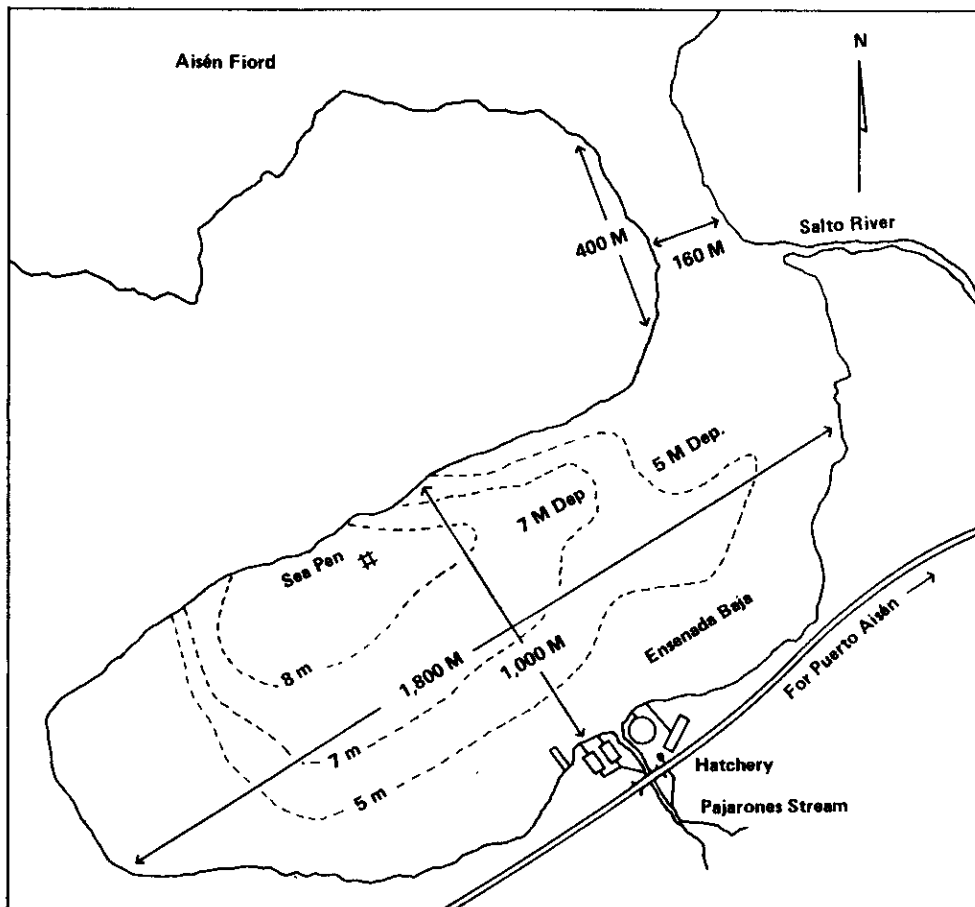 Aisén Fiord
N
400 M
160 M
Salto River
5 M Dep.
7 M Dep
Sea Pen
Ensenada Baja
For Puerto Aisén
8 m
1,800 M
1,000 M
7 m
5 m
Hatchery
Pajarones Stream